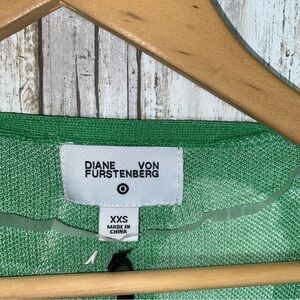 DIANE VON
FURSTENBERG
XXS
MADE IN
CHINA